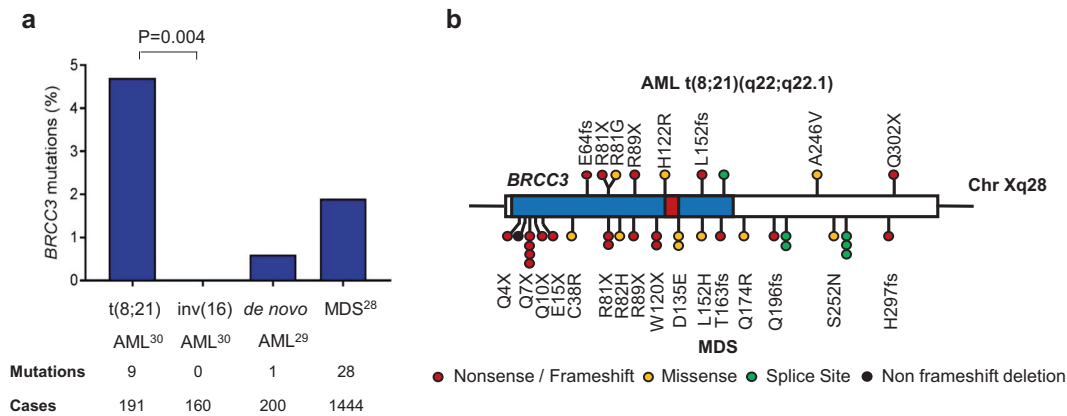 a
P=0.004
BRCC3 mutations (%)
5
4
3
2
1
0
t(8;21) inv(16) de novo MDS28
AML30 AML30 AML29
Mutations 9 0 1 28
Cases 191 160 200 1444
b
AML t(8;21)(q22;q22.1)
E64fs R81X R81G R89X H122R L152fs A246V Q302X
BRCC3
Chr Xq28
Q4X Q7X Q10X E15X C38R R81X R82H R89X W120X D135E L152H T163fs Q174R Q196fs S252N H297fs
MDS
Nonsense / Frameshift Missense Splice Site Non frameshift deletion